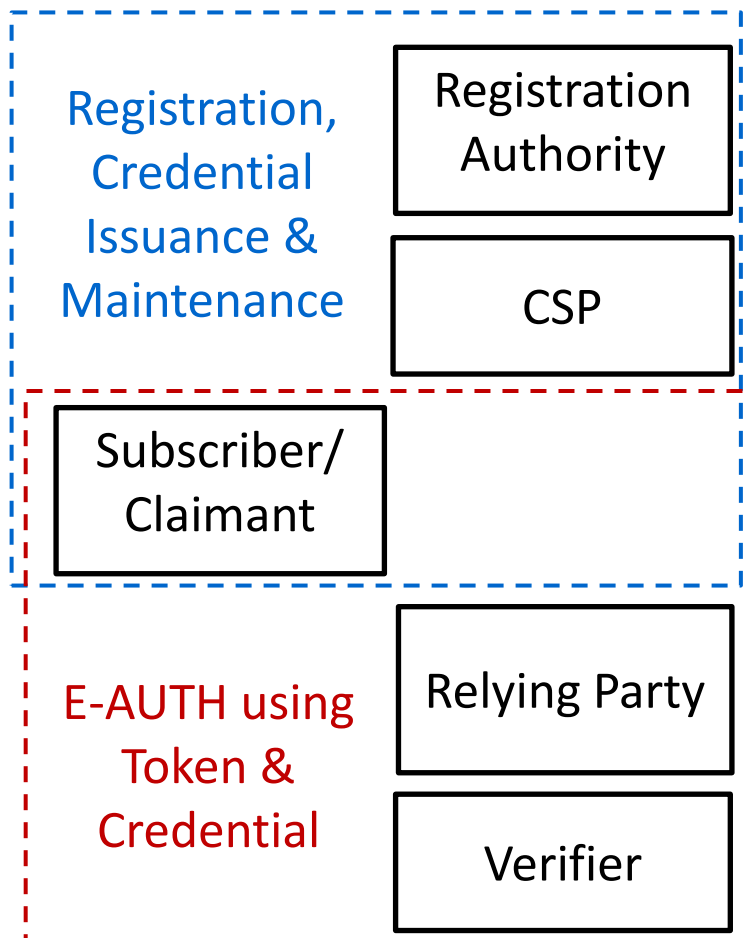 Registration,
Credential
Issuance &
Maintenance
Registration
Authority
CSP
Subscriber/
Claimant
E-AUTH using
Token &
Credential
Relying Party
Verifier